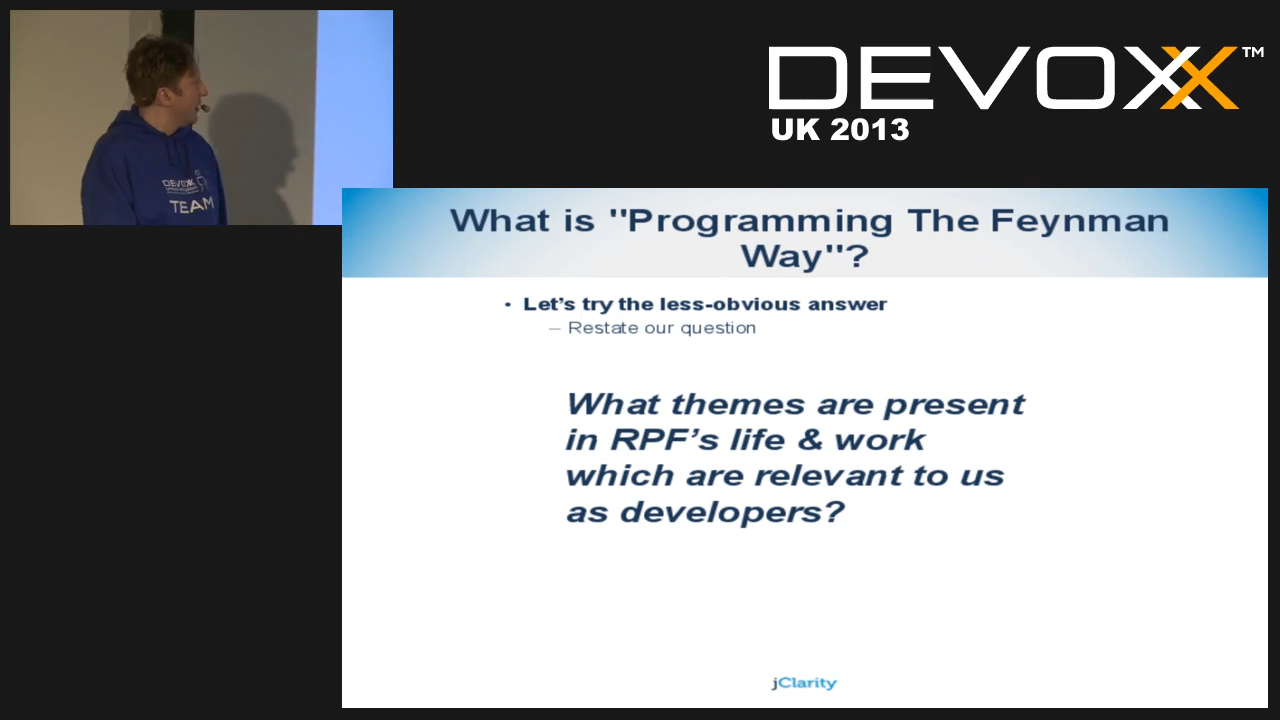 DEVOXX™
UK 2013
DEVOXX
TEAM
What is "Programming The Feynman
Way"?
• Let’s try the less-obvious answer
– Restate our question
What themes are present
in RPF’s life & work
which are relevant to us
as developers?
jClarity